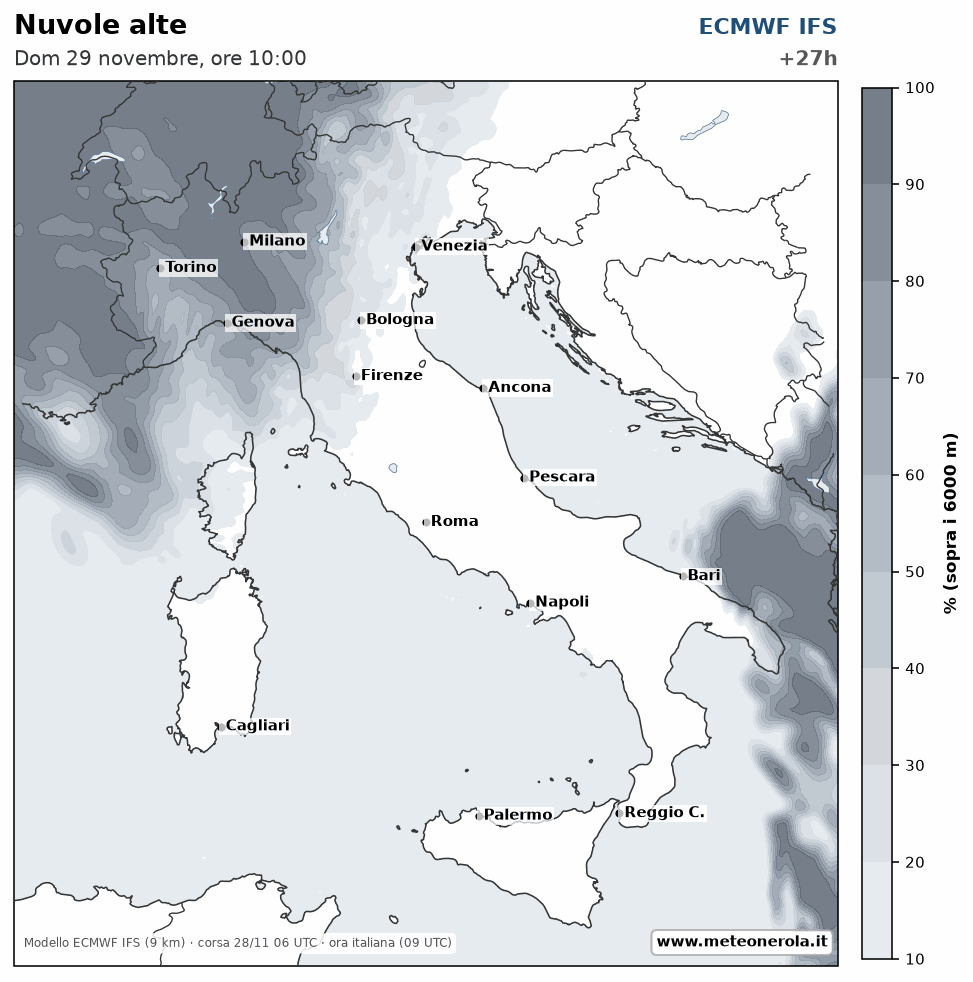 Nuvole alte
ECMWF IFS
Dom 29 novembre, ore 10:00
+27h
Milano
Venezia
Torino
Genova
Bologna
Firenze
Ancona
Pescara
Roma
Bari
Napoli
Cagliari
Palermo
Reggio C.
100
90
80
70
60
50
40
30
20
10
% (sopra i 6000 m)
Modello ECMWF IFS (9 km) · corsa 28/11 06 UTC · ora italiana (09 UTC)
www.meteonerola.it